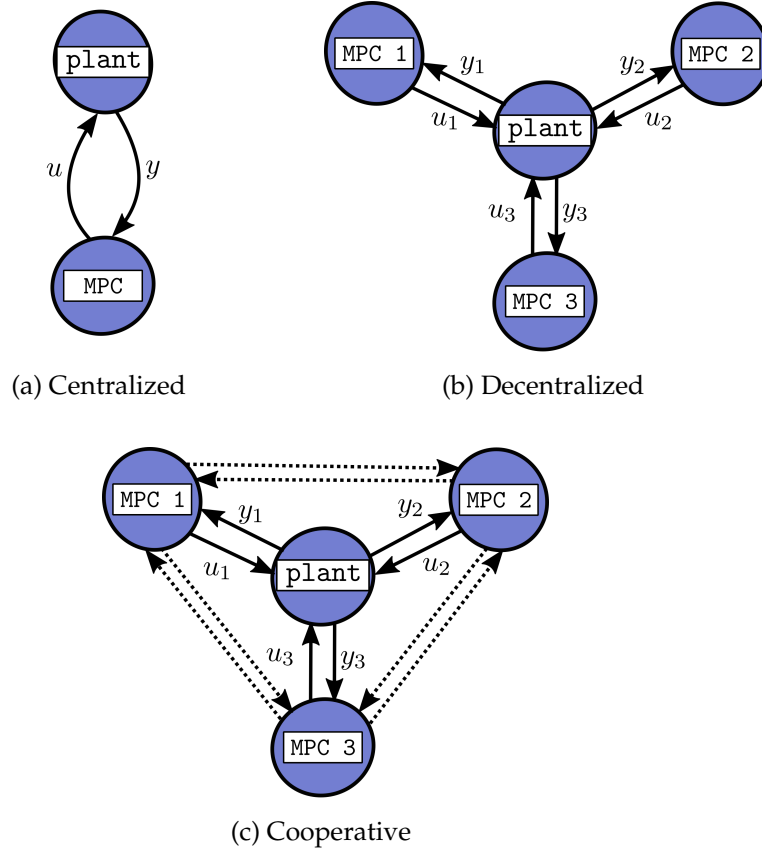 plant
u
y
MPC
(a) Centralized
MPC 1
MPC 2
y₁
y₂
u₁
plant
u₂
u₃
y₃
MPC 3
(b) Decentralized
MPC 1
MPC 2
y₁
y₂
u₁
plant
u₂
u₃
y₃
MPC 3
(c) Cooperative